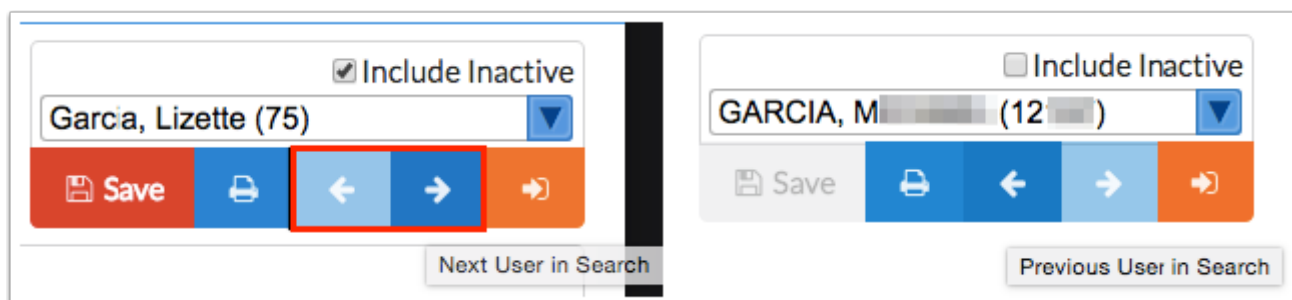 Include Inactive
Garcia, Lizette (75)
Save
Next User in Search
Include Inactive
GARCIA, M (12 )
Save
Previous User in Search